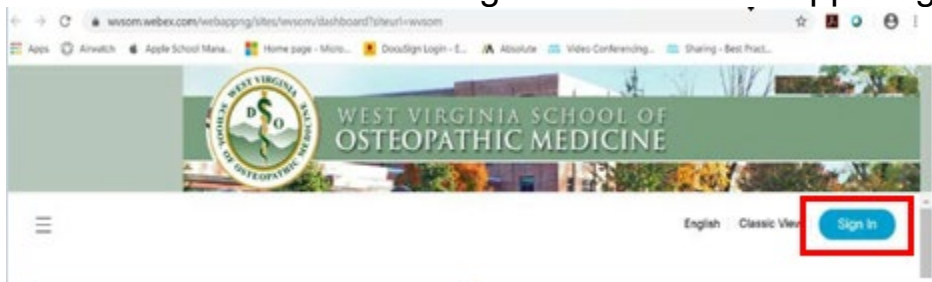 wvsom.webex.com/webappng/sites/wvsom/dashboard?siteurl=wvsom
Apps Airwatch Apple School Mana... Home page - Micro... DocuSign Login - E... Absolute Video Conferencing... Sharing - Best Pract...
WEST VIRGINIA SCHOOL OF
OSTEOPATHIC MEDICINE
WEST VIRGINIA
SCHOOL OF OSTEOPATHIC MEDICINE
D O
English Classic View Sign In